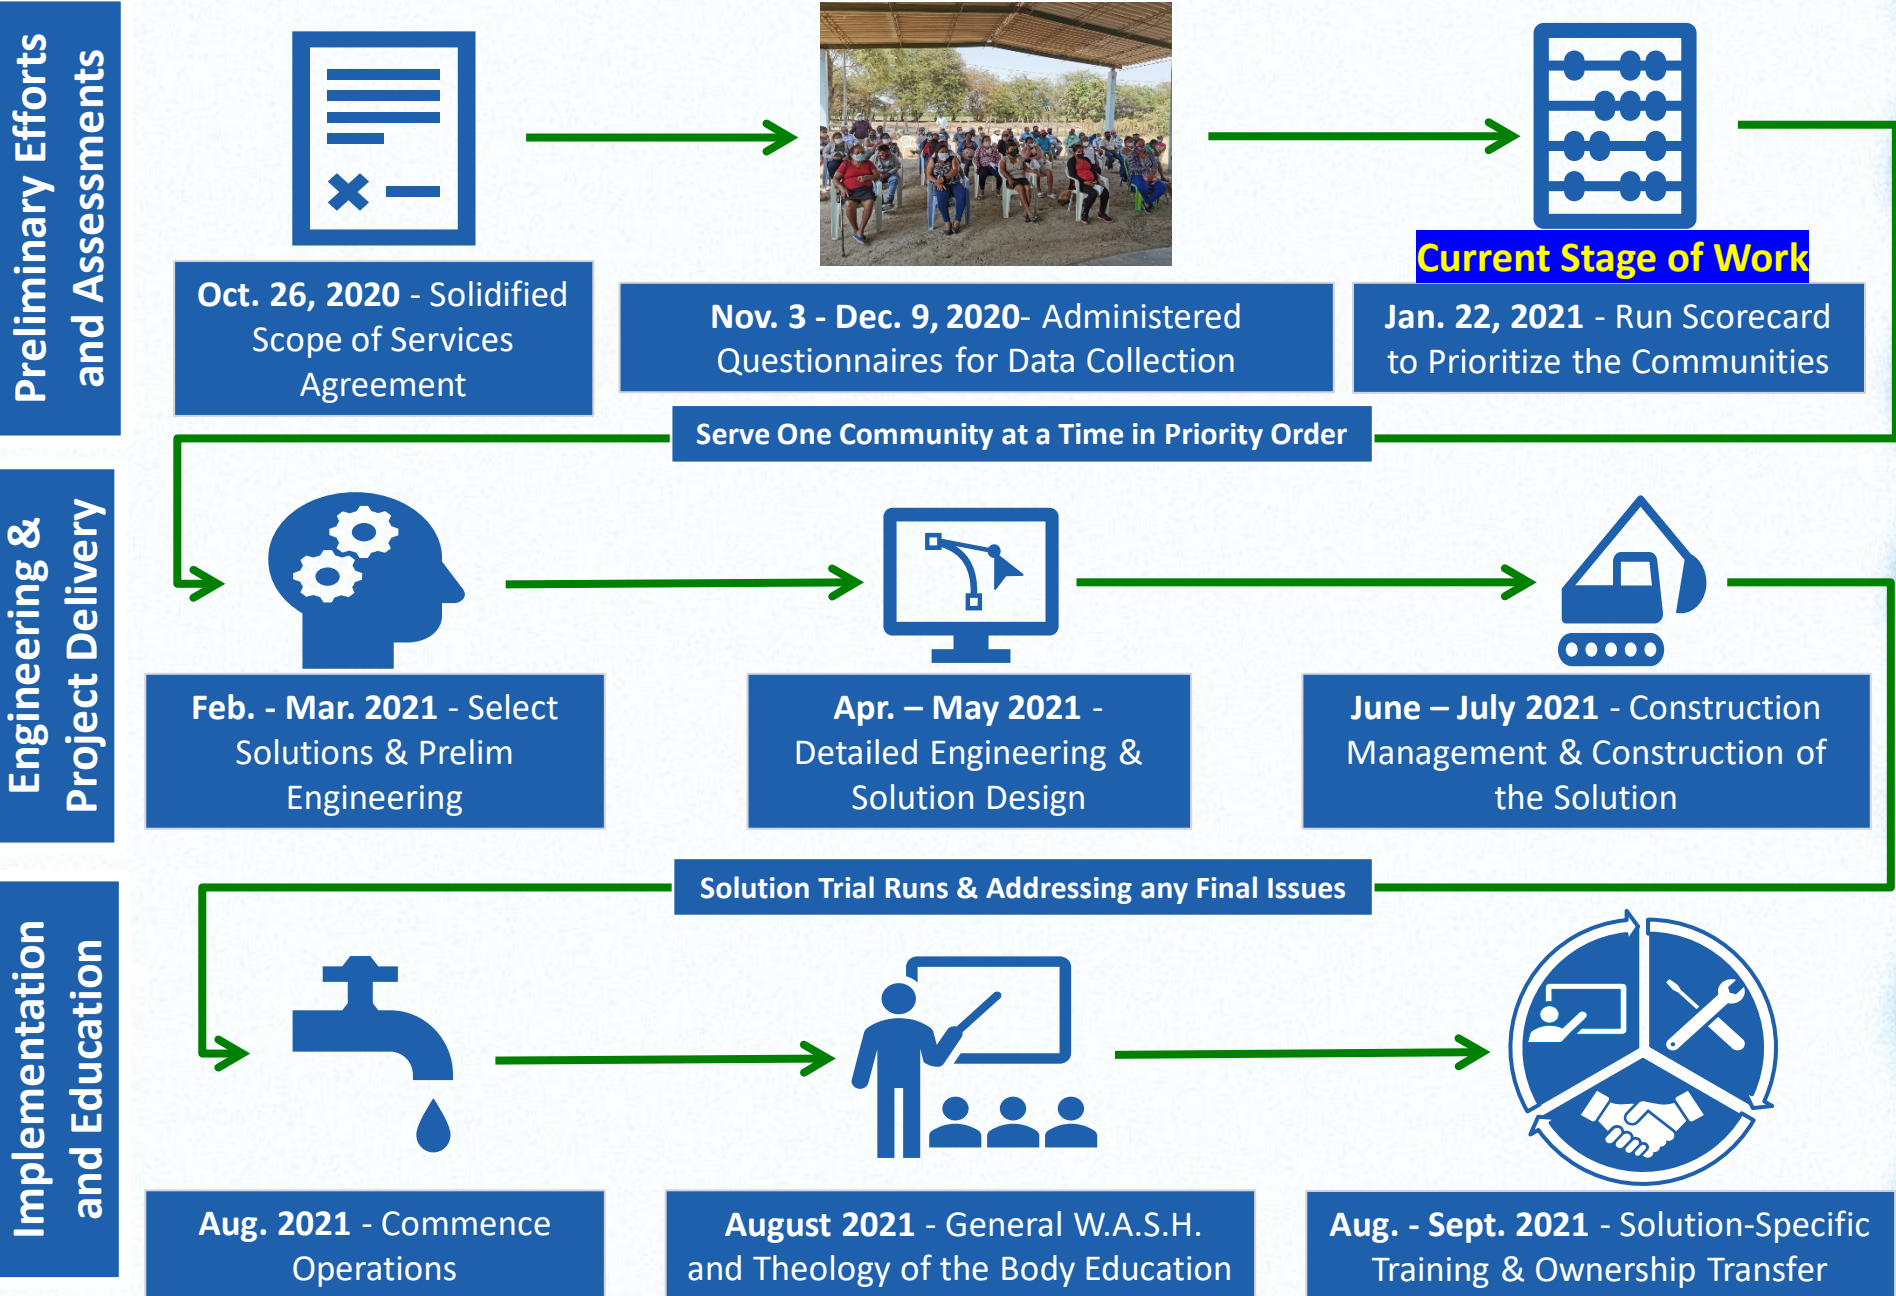 Preliminary Efforts
and Assessments
Oct. 26, 2020 - Solidified
Scope of Services
Agreement
Nov. 3 - Dec. 9, 2020- Administered
Questionnaires for Data Collection
Current Stage of Work
Jan. 22, 2021 - Run Scorecard
to Prioritize the Communities
Serve One Community at a Time in Priority Order
Engineering &
Project Delivery
Feb. - Mar. 2021 - Select
Solutions & Prelim
Engineering
Apr. – May 2021 -
Detailed Engineering &
Solution Design
June – July 2021 - Construction
Management & Construction of
the Solution
Solution Trial Runs & Addressing any Final Issues
Implementation
and Education
Aug. 2021 - Commence
Operations
August 2021 - General W.A.S.H.
and Theology of the Body Education
Aug. - Sept. 2021 - Solution-Specific
Training & Ownership Transfer